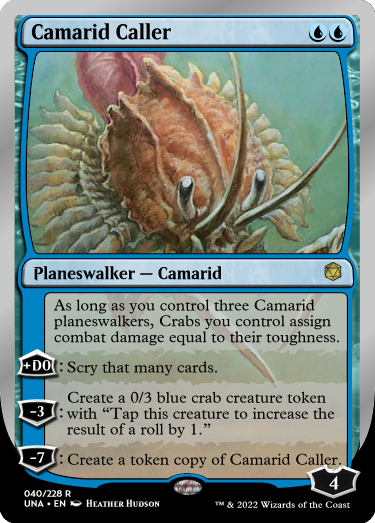 Camarid Caller
Planeswalker — Camarid
As long as you control three Camarid
planeswalkers, Crabs you control assign
combat damage equal to their toughness.
+D0: Scry that many cards.
Create a 0/3 blue crab creature token
-3: with “Tap this creature to increase the
result of a roll by 1.”
-7: Create a token copy of Camarid Caller.
4
040/228 R
UNA • EN Heather Hudson
™ & 2022 Wizards of the Coast